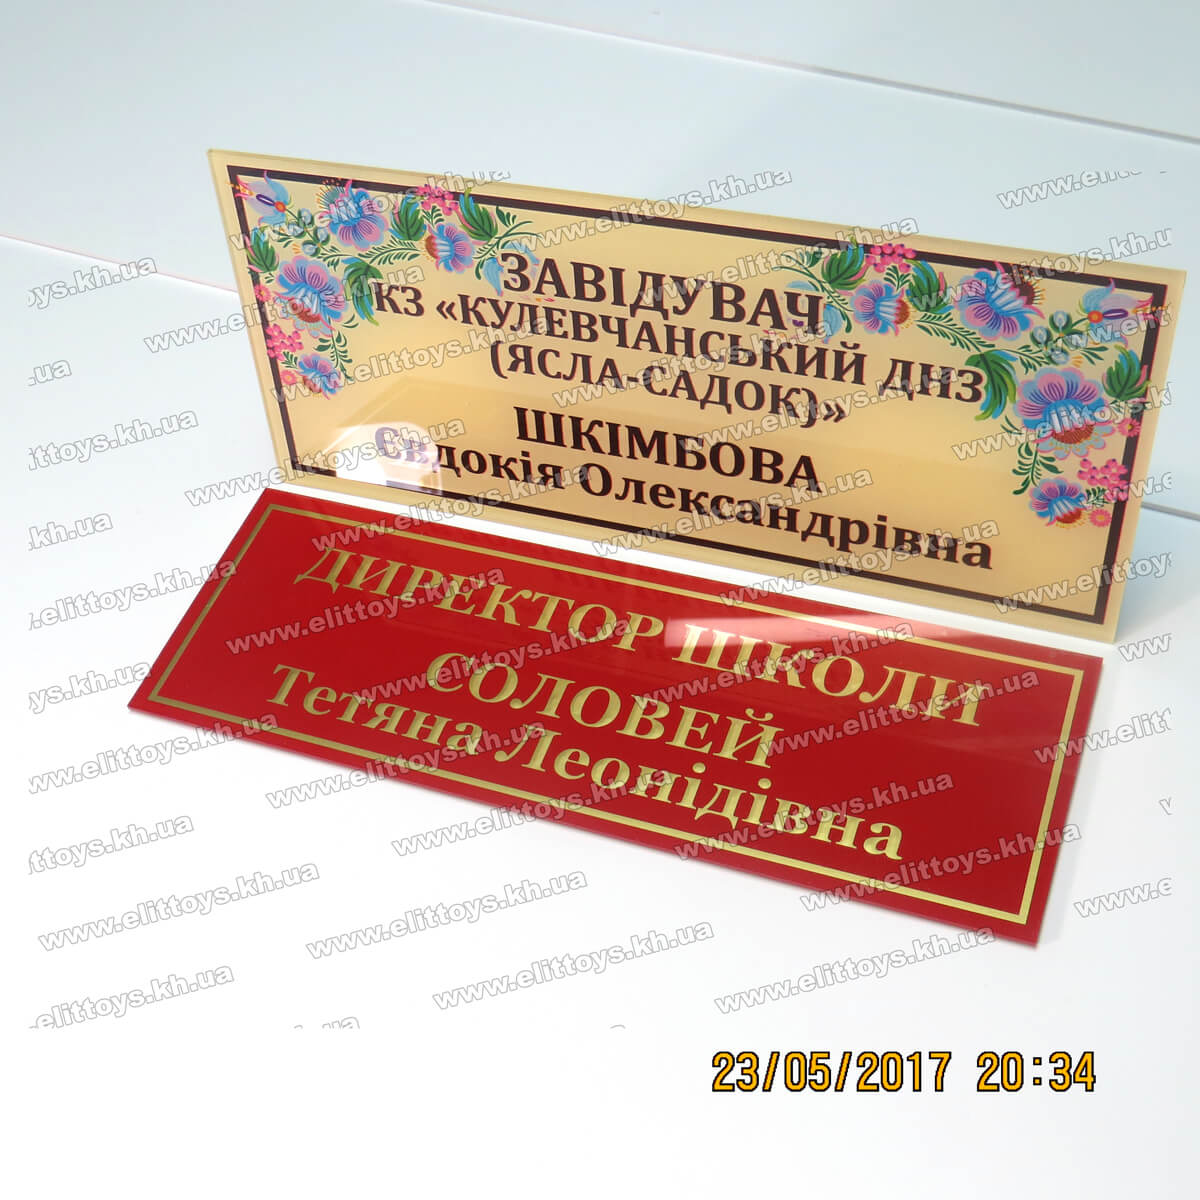 ЗАВІДУВАЧ
КЗ «КУЛЕВЧАНСЬКИЙ ДНЗ
(ЯСЛА-САДОК)»
ШКІМБОВА
Євдокія Олександрівна
ДИРЕКТОР ШКОЛИ
СОЛОВЕЙ
Тетяна Леонідівна
www.elittoys.kh.ua
23/05/2017 20:34